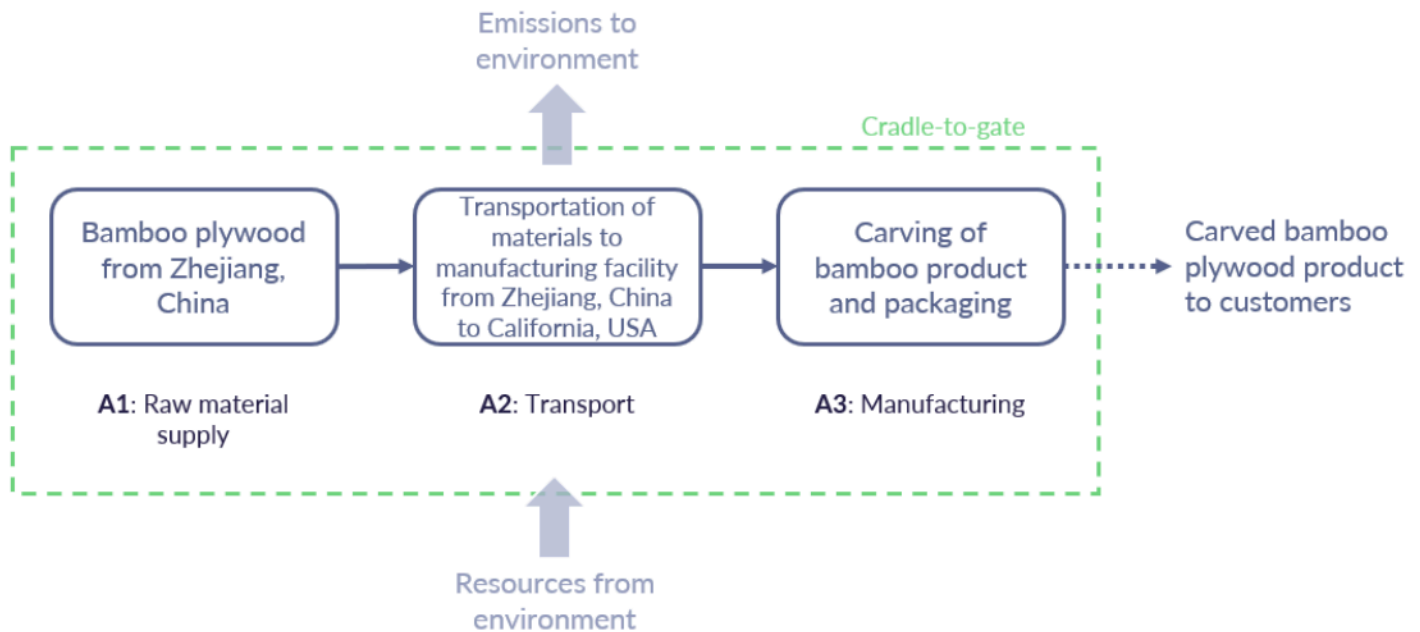 Emissions to
environment
Cradle-to-gate
Bamboo plywood
from Zhejiang,
China
Transportation of
materials to
manufacturing facility
from Zhejiang, China
to California, USA
Carving of
bamboo product
and packaging
Carved bamboo
plywood product
to customers
A1: Raw material
supply
A2: Transport
A3: Manufacturing
Resources from
environment